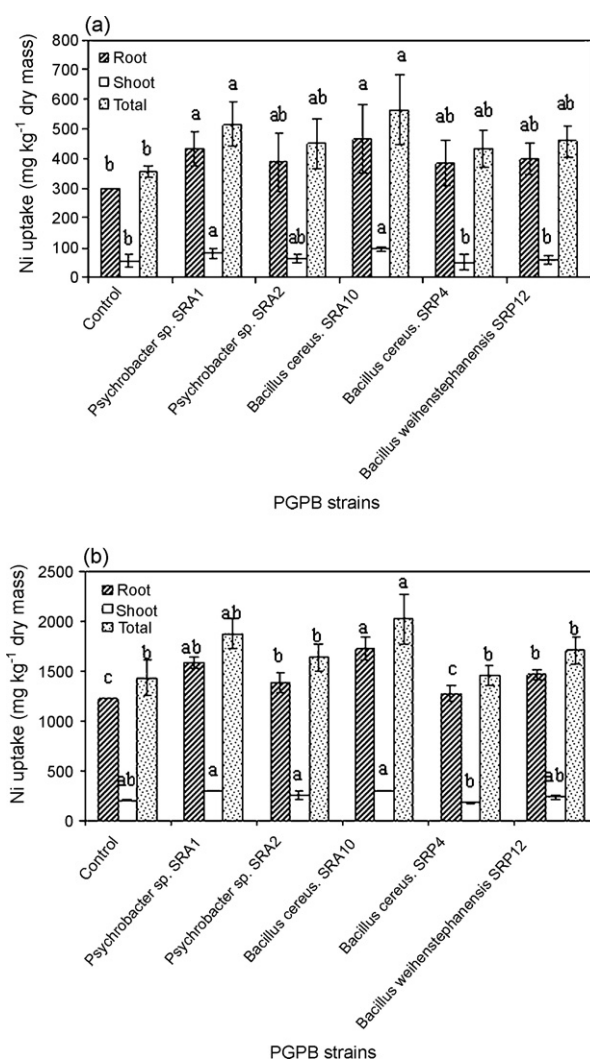 (a)
800
700
600
500
400
300
200
100
0
Ni uptake (mg kg⁻¹ dry mass)
Root
Shoot
Total
b b b
a a a
ab ab ab
a a a
ab b ab
ab b ab
Control
Psychrobacter sp. SRA1
Psychrobacter sp. SRA2
Bacillus cereus. SRA10
Bacillus cereus. SRP4
Bacillus weihenstephanensis SRP12
PGPB strains
(b)
2500
2000
1500
1000
500
0
Ni uptake (mg kg⁻¹ dry mass)
Root
Shoot
Total
c ab b
ab a ab
b a b
a a a
c b b
b ab b
Control
Psychrobacter sp. SRA1
Psychrobacter sp. SRA2
Bacillus cereus. SRA10
Bacillus cereus. SRP4
Bacillus weihenstephanensis SRP12
PGPB strains